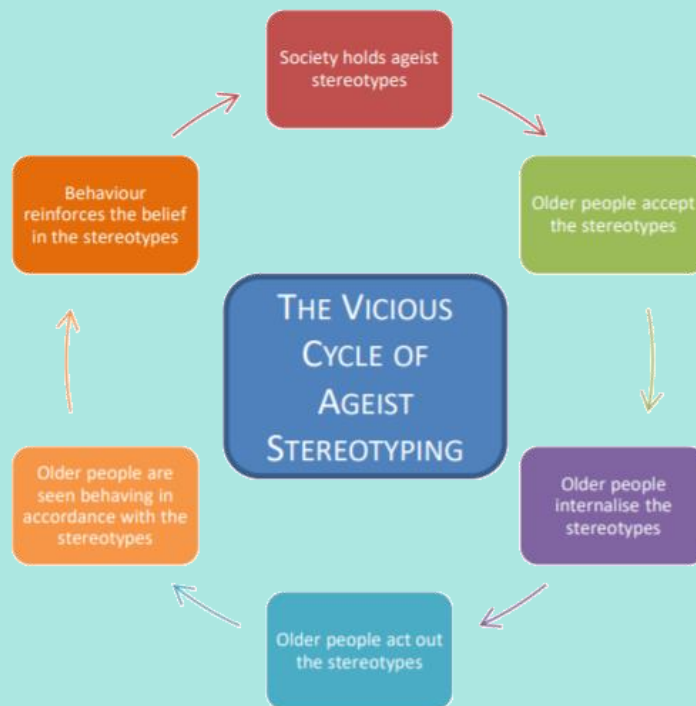 Society holds ageist
stereotypes
Older people accept
the stereotypes
Older people
internalise the
stereotypes
Older people act out
the stereotypes
Older people are
seen behaving in
accordance with the
stereotypes
Behaviour
reinforces the belief
in the stereotypes
THE VICIOUS
CYCLE OF
AGEIST
STEREOTYPING